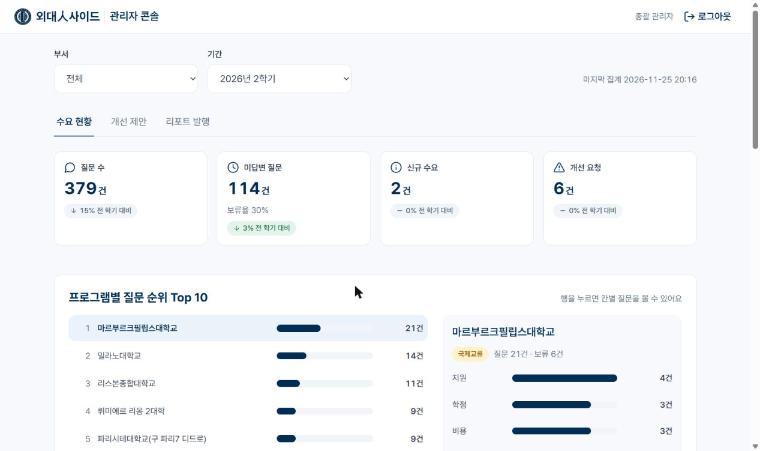 외대人사이드 관리자 콘솔
총괄 관리자 로그아웃
부서 기간
전체 2026년 2학기
마지막 집계 2026-11-25 20:16
수요 현황 개선 제안 리포트 발행
질문 수
379건
↓ 15% 전 학기 대비
미답변 질문
114건
보류율 30%
↓ 3% 전 학기 대비
신규 수요
2건
– 0% 전 학기 대비
개선 요청
6건
– 0% 전 학기 대비
프로그램별 질문 순위 Top 10
행을 누르면 칸별 질문을 볼 수 있어요
1 마르부르크필립스대학교 21건
2 밀라노대학교 14건
3 리스본종합대학교 11건
4 뤼미에르 리옹 2대학 9건
5 파리시테대학교(구 파리7 디드로) 9건
마르부르크필립스대학교
국제교류 질문 21건 · 보류 6건
지원 4건
학점 3건
비용 3건